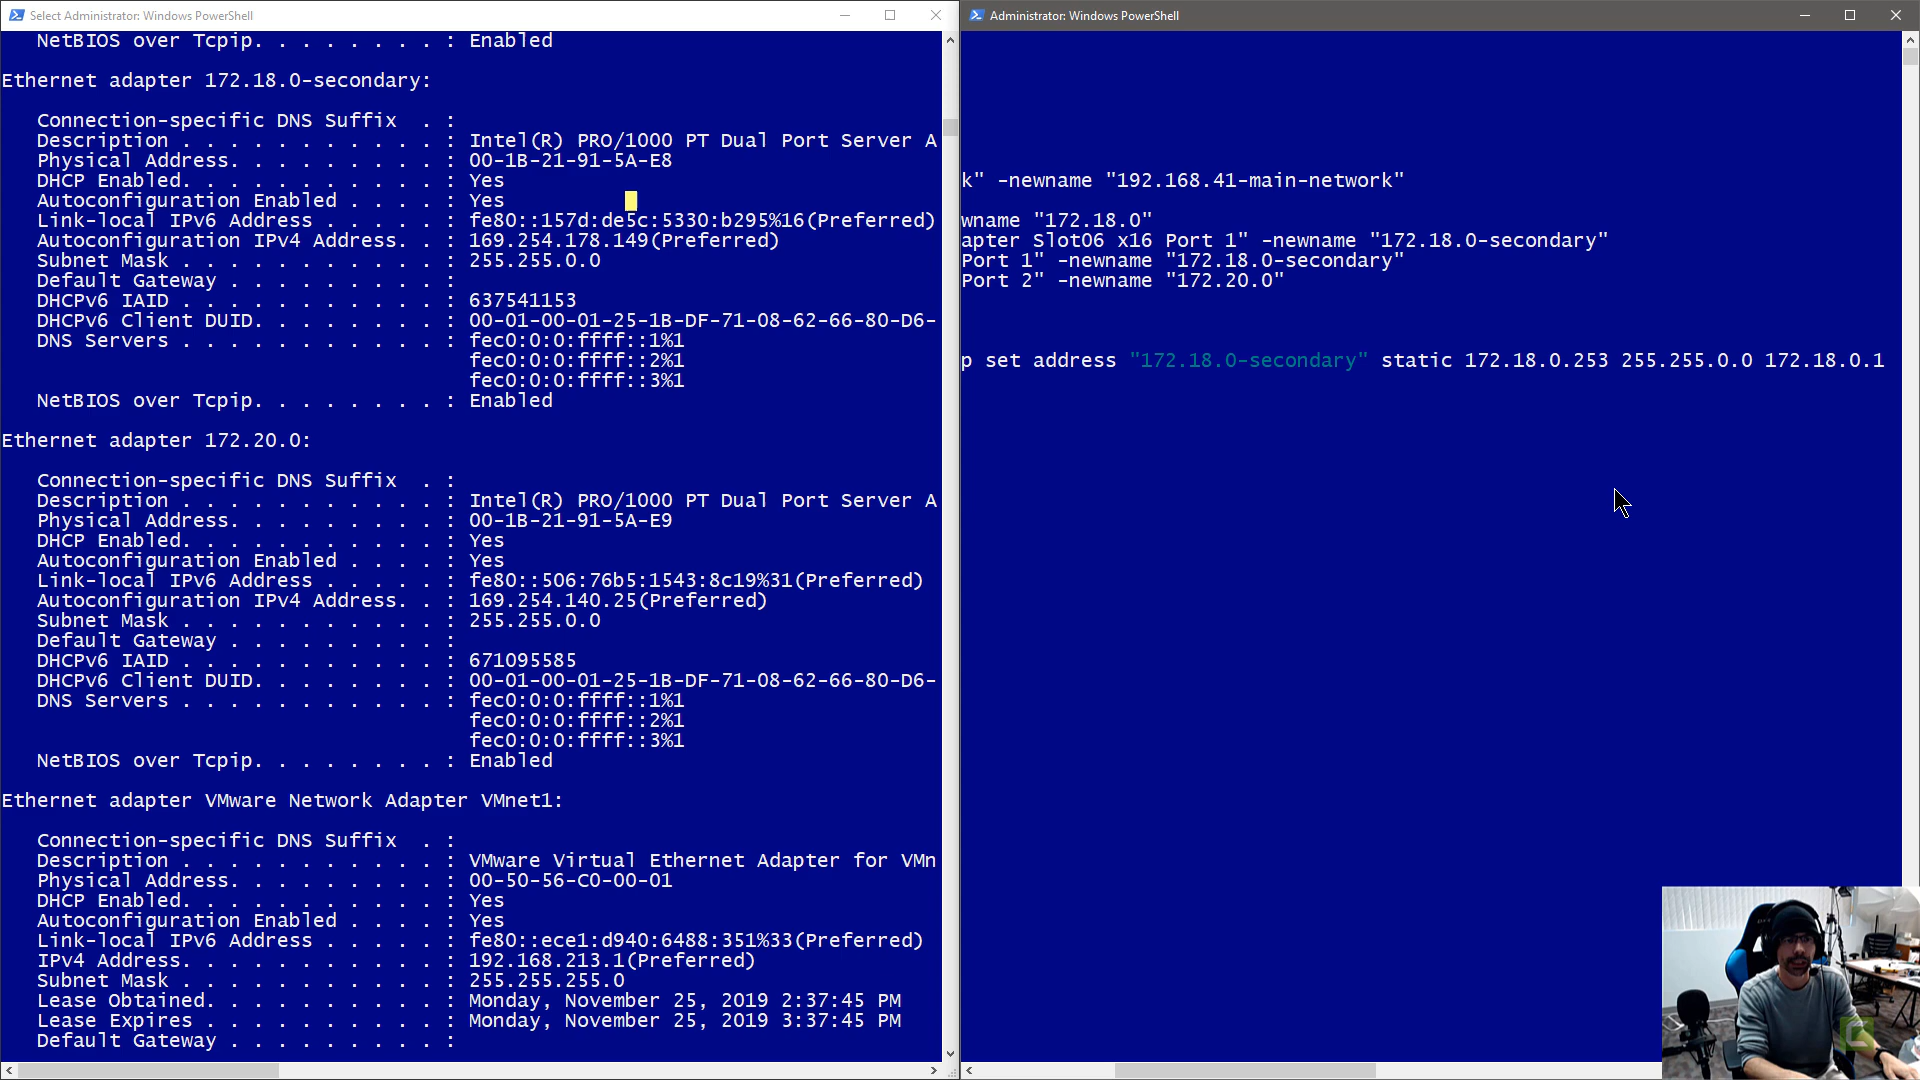 Select Administrator: Windows PowerShell
NetBIOS over Tcpip. . . . . . . . : Enabled
Ethernet adapter 172.18.0-secondary:
Connection-specific DNS Suffix  . :
Description . . . . . . . . . . . : Intel(R) PRO/1000 PT Dual Port Server A
Physical Address. . . . . . . . . : 00-1B-21-91-5A-E8
DHCP Enabled. . . . . . . . . . . : Yes
Autoconfiguration Enabled . . . . : Yes
Link-local IPv6 Address . . . . . : fe80::157d:de5c:5330:b295%16(Preferred)
Autoconfiguration IPv4 Address. . : 169.254.178.149(Preferred)
Subnet Mask . . . . . . . . . . . : 255.255.0.0
Default Gateway . . . . . . . . . :
DHCPv6 IAID . . . . . . . . . . . : 637541153
DHCPv6 Client DUID. . . . . . . . : 00-01-00-01-25-1B-DF-71-08-62-66-80-D6-
DNS Servers . . . . . . . . . . . : fec0:0:0:ffff::1%1
fec0:0:0:ffff::2%1
fec0:0:0:ffff::3%1
NetBIOS over Tcpip. . . . . . . . : Enabled
Ethernet adapter 172.20.0:
Connection-specific DNS Suffix  . :
Description . . . . . . . . . . . : Intel(R) PRO/1000 PT Dual Port Server A
Physical Address. . . . . . . . . : 00-1B-21-91-5A-E9
DHCP Enabled. . . . . . . . . . . : Yes
Autoconfiguration Enabled . . . . : Yes
Link-local IPv6 Address . . . . . : fe80::506:76b5:1543:8c19%31(Preferred)
Autoconfiguration IPv4 Address. . : 169.254.140.25(Preferred)
Subnet Mask . . . . . . . . . . . : 255.255.0.0
Default Gateway . . . . . . . . . :
DHCPv6 IAID . . . . . . . . . . . : 671095585
DHCPv6 Client DUID. . . . . . . . : 00-01-00-01-25-1B-DF-71-08-62-66-80-D6-
DNS Servers . . . . . . . . . . . : fec0:0:0:ffff::1%1
fec0:0:0:ffff::2%1
fec0:0:0:ffff::3%1
NetBIOS over Tcpip. . . . . . . . : Enabled
Ethernet adapter VMware Network Adapter VMnet1:
Connection-specific DNS Suffix  . :
Description . . . . . . . . . . . : VMware Virtual Ethernet Adapter for VMn
Physical Address. . . . . . . . . : 00-50-56-C0-00-01
DHCP Enabled. . . . . . . . . . . : Yes
Autoconfiguration Enabled . . . . : Yes
Link-local IPv6 Address . . . . . : fe80::ece1:d940:6488:351%33(Preferred)
IPv4 Address. . . . . . . . . . . : 192.168.213.1(Preferred)
Subnet Mask . . . . . . . . . . . : 255.255.255.0
Lease Obtained. . . . . . . . . . : Monday, November 25, 2019 2:37:45 PM
Lease Expires . . . . . . . . . . : Monday, November 25, 2019 3:37:45 PM
Default Gateway . . . . . . . . . :
Administrator: Windows PowerShell
k" -newname "192.168.41-main-network"
wname "172.18.0"
apter Slot06 x16 Port 1" -newname "172.18.0-secondary"
Port 1" -newname "172.18.0-secondary"
Port 2" -newname "172.20.0"
p set address "172.18.0-secondary" static 172.18.0.253 255.255.0.0 172.18.0.1